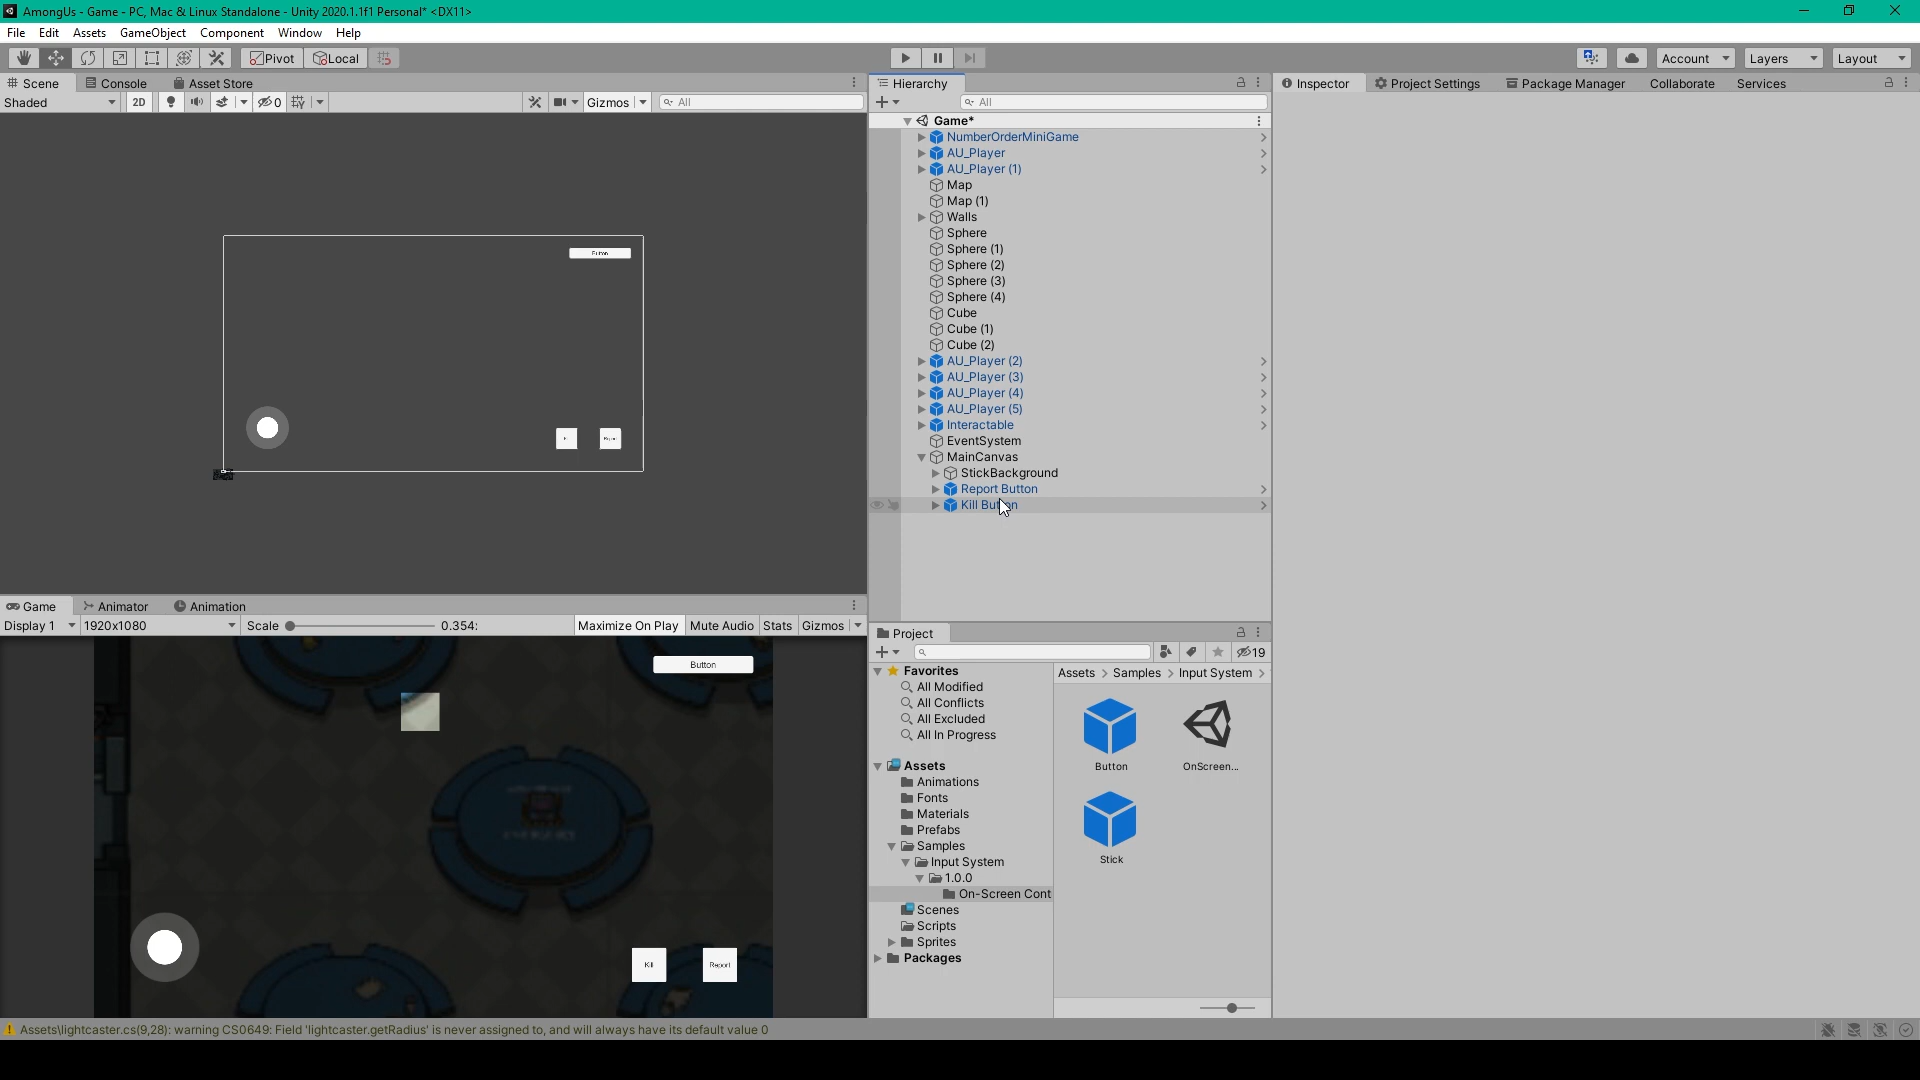 AmongUs - Game - PC, Mac & Linux Standalone - Unity 2020.1.1f1 Personal* <DX11>
File Edit Assets GameObject Component Window Help
Pivot Local Account Layers Layout
Scene Console Asset Store
Shaded 2D 0 Gizmos All
Button
Report
Hierarchy
All
Game*
NumberOrderMiniGame
AU_Player
AU_Player (1)
Map
Map (1)
Walls
Sphere
Sphere (1)
Sphere (2)
Sphere (3)
Sphere (4)
Cube
Cube (1)
Cube (2)
AU_Player (2)
AU_Player (3)
AU_Player (4)
AU_Player (5)
Interactable
EventSystem
MainCanvas
StickBackground
Report Button
Kill Button
Inspector Project Settings Package Manager Collaborate Services
Game Animator Animation
Display 1 1920x1080 Scale 0.354: Maximize On Play Mute Audio Stats Gizmos
Button
Kill Report
Project
19
Favorites
All Modified
All Conflicts
All Excluded
All In Progress
Assets
Animations
Fonts
Materials
Prefabs
Samples
Input System
1.0.0
On-Screen Cont
Scenes
Scripts
Sprites
Packages
Assets > Samples > Input System >
Button OnScreen...
Stick
Assets\lightcaster.cs(9,28): warning CS0649: Field 'lightcaster.getRadius' is never assigned to, and will always have its default value 0